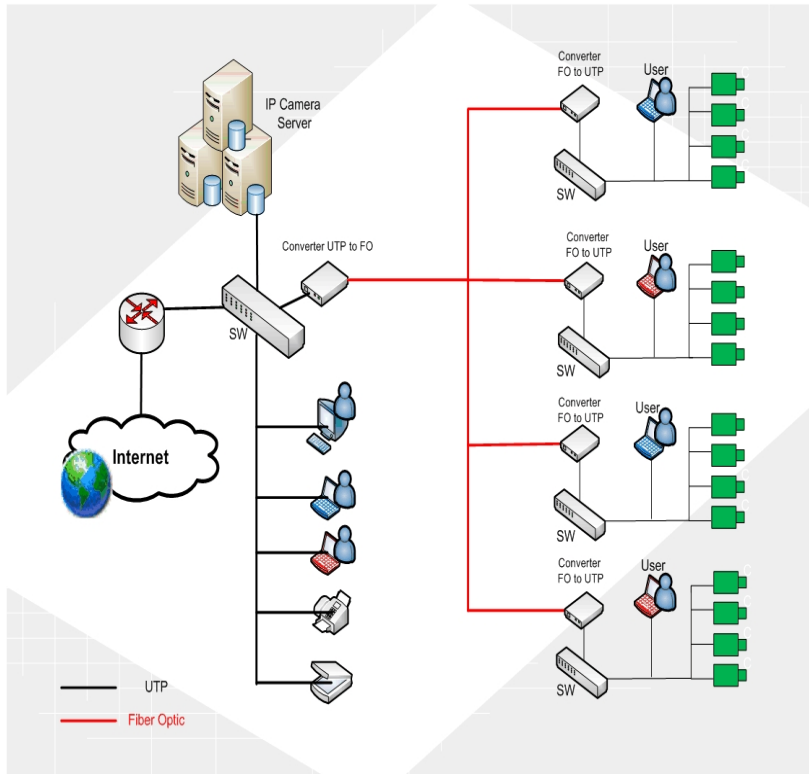 Converter
FO to UTP
User
SW
IP Camera
Server
Converter UTP to FO
SW
Converter
FO to UTP
User
SW
Internet
Converter
FO to UTP
User
SW
Converter
FO to UTP
User
SW
UTP
Fiber Optic